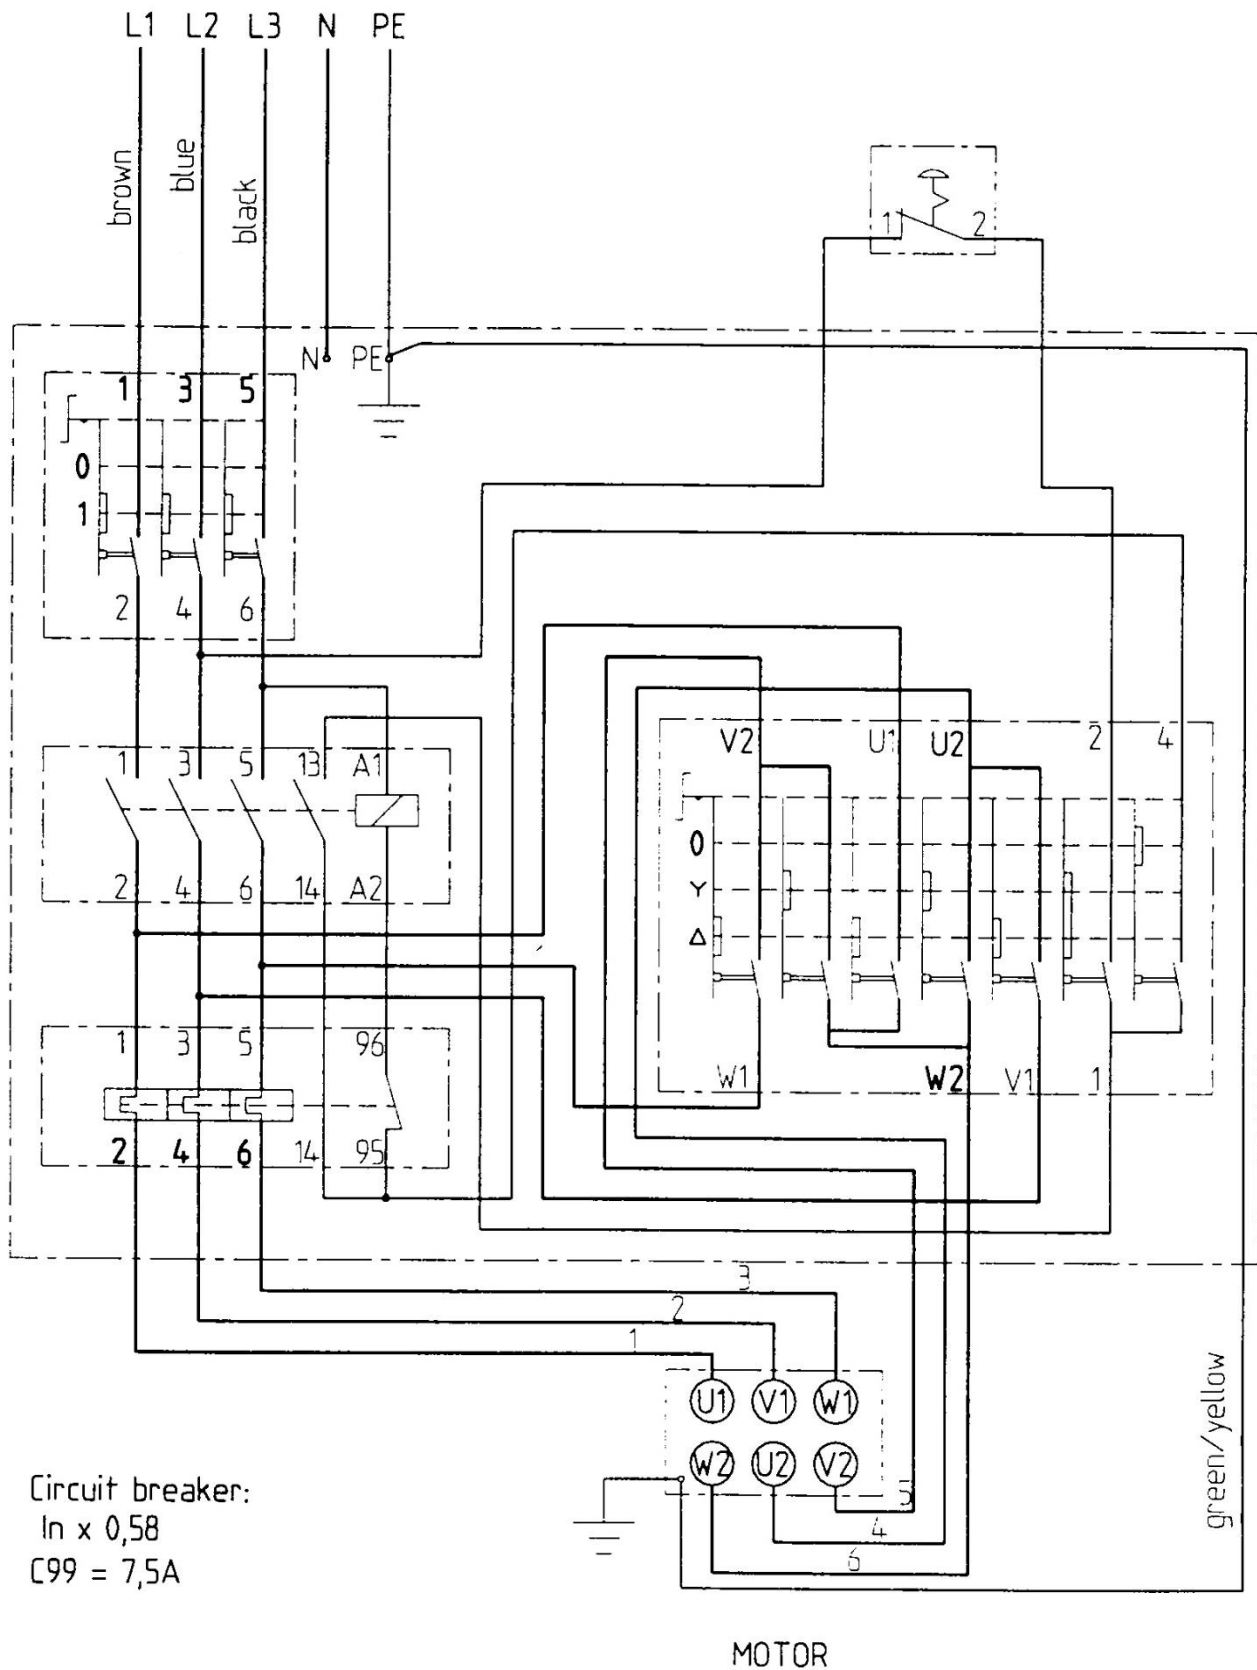 L1 L2 L3 N PE
brown
blue
black
1 2
N PE
1 3 5
0
1
2 4 6
V2 U1 U2 2 4
1 3 5 13 A1
0
Y
Δ
2 4 6 14 A2
1 3 5 96
W1 W2 V1 1
2 4 6 14 95
3
2
1
U1 V1 W1
W2 U2 V2
5
4
6
green/yellow
Circuit breaker:
In x 0,58
C99 = 7,5A
MOTOR